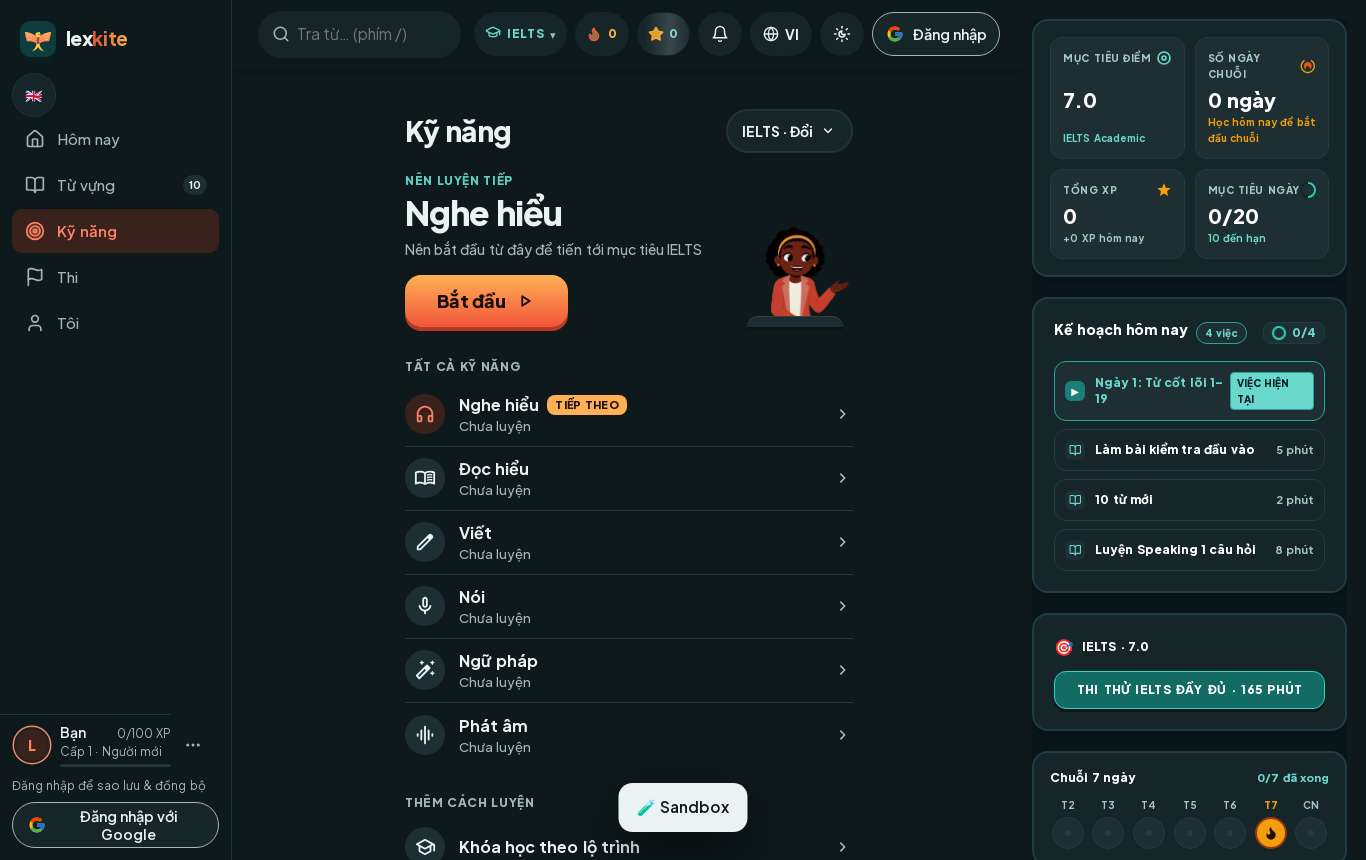 lexkite
Hôm nay
Từ vựng
10
Kỹ năng
Thi
Tôi
L
Bạn
0/100 XP
Cấp 1 · Người mới
Đăng nhập để sao lưu & đồng bộ
Đăng nhập với
Google
Tra từ... (phím /)
IELTS ▾
0
0
VI
Đăng nhập
Kỹ năng
IELTS · Đổi
NÊN LUYỆN TIẾP
Nghe hiểu
Nên bắt đầu từ đây để tiến tới mục tiêu IELTS
Bắt đầu
TẤT CẢ KỸ NĂNG
Nghe hiểu
TIẾP THEO
Chưa luyện
Đọc hiểu
Chưa luyện
Viết
Chưa luyện
Nói
Chưa luyện
Ngữ pháp
Chưa luyện
Phát âm
Chưa luyện
THÊM CÁCH LUYỆN
Khóa học theo lộ trình
Sandbox
MỤC TIÊU ĐIỂM
7.0
IELTS Academic
SỐ NGÀY
CHUỖI
0 ngày
Học hôm nay để bắt
đầu chuỗi
TỔNG XP
0
+0 XP hôm nay
MỤC TIÊU NGÀY
0/20
10 đến hạn
Kế hoạch hôm nay
4 việc
0/4
Ngày 1: Từ cốt lõi 1–
19
VIỆC HIỆN
TẠI
Làm bài kiểm tra đầu vào
5 phút
10 từ mới
2 phút
Luyện Speaking 1 câu hỏi
8 phút
IELTS · 7.0
THI THỬ IELTS ĐẦY ĐỦ · 165 PHÚT
Chuỗi 7 ngày
0/7 đã xong
T2 T3 T4 T5 T6 T7 CN